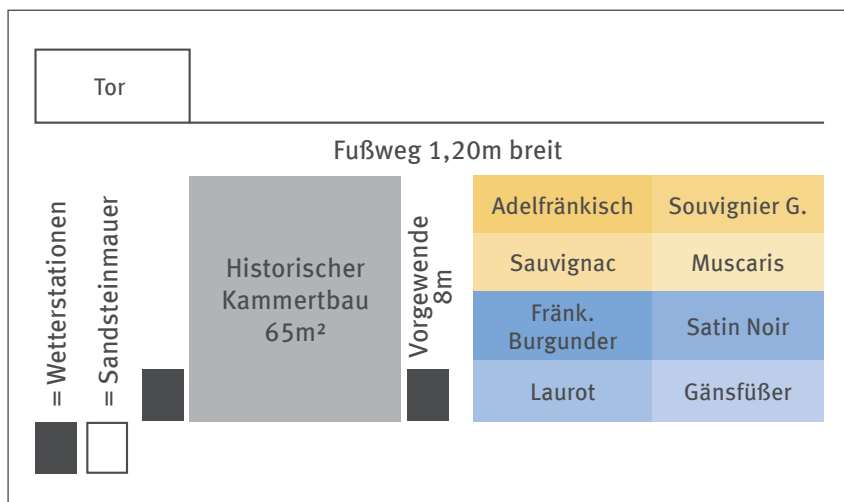 Tor
Fußweg 1,20m breit
= Wetterstationen
= Sandsteinmauer
Historischer
Kammertbau
65m²
Vorgewende
8m
Adelfränkisch
Souvignier G.
Sauvignac
Muscaris
Fränk.
Burgunder
Satin Noir
Laurot
Gänsfüßer